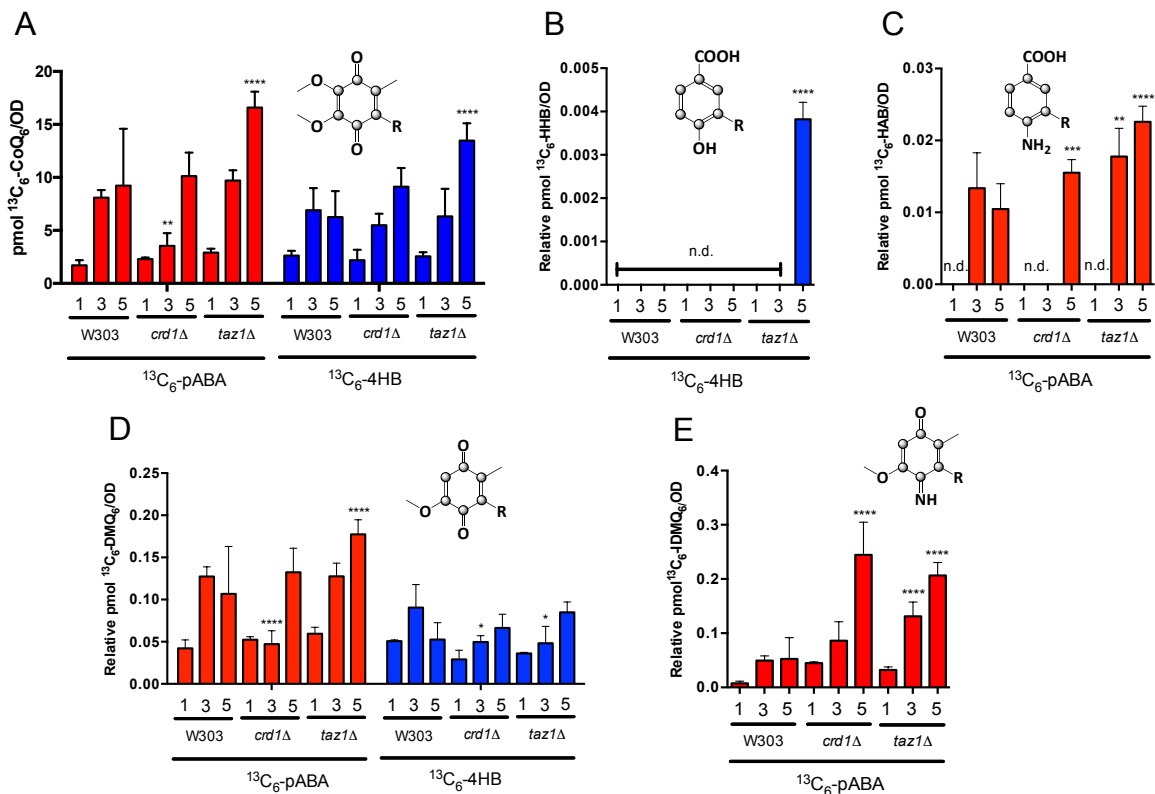 A
pmol ¹³C₆-CoQ₆/OD
20
15
10
5
0
**
****
****
O
O
O
O
R
1 3 5 1 3 5 1 3 5 1 3 5 1 3 5 1 3 5
W303 crd1Δ taz1Δ W303 crd1Δ taz1Δ
¹³C₆-pABA ¹³C₆-4HB
B
Relative pmol ¹³C₆-HHB/OD
0.005
0.004
0.003
0.002
0.001
0.000
COOH
R
OH
****
n.d.
1 3 5 1 3 5 1 3 5
W303 crd1Δ taz1Δ
¹³C₆-4HB
C
Relative pmol ¹³C₆-HAB/OD
0.03
0.02
0.01
0.00
COOH
R
NH₂
*** ** ****
n.d. n.d. n.d.
1 3 5 1 3 5 1 3 5
W303 crd1Δ taz1Δ
¹³C₆-pABA
D
Relative pmol ¹³C₆-DMQ₆/OD
0.25
0.20
0.15
0.10
0.05
0.00
O
O
R
O
**** **** * *
1 3 5 1 3 5 1 3 5 1 3 5 1 3 5 1 3 5
W303 crd1Δ taz1Δ W303 crd1Δ taz1Δ
¹³C₆-pABA ¹³C₆-4HB
E
Relative pmol¹³C₆-IDMQ₆/OD
0.4
0.3
0.2
0.1
0.0
O
O
R
NH
**** **** ****
1 3 5 1 3 5 1 3 5
W303 crd1Δ taz1Δ
¹³C₆-pABA